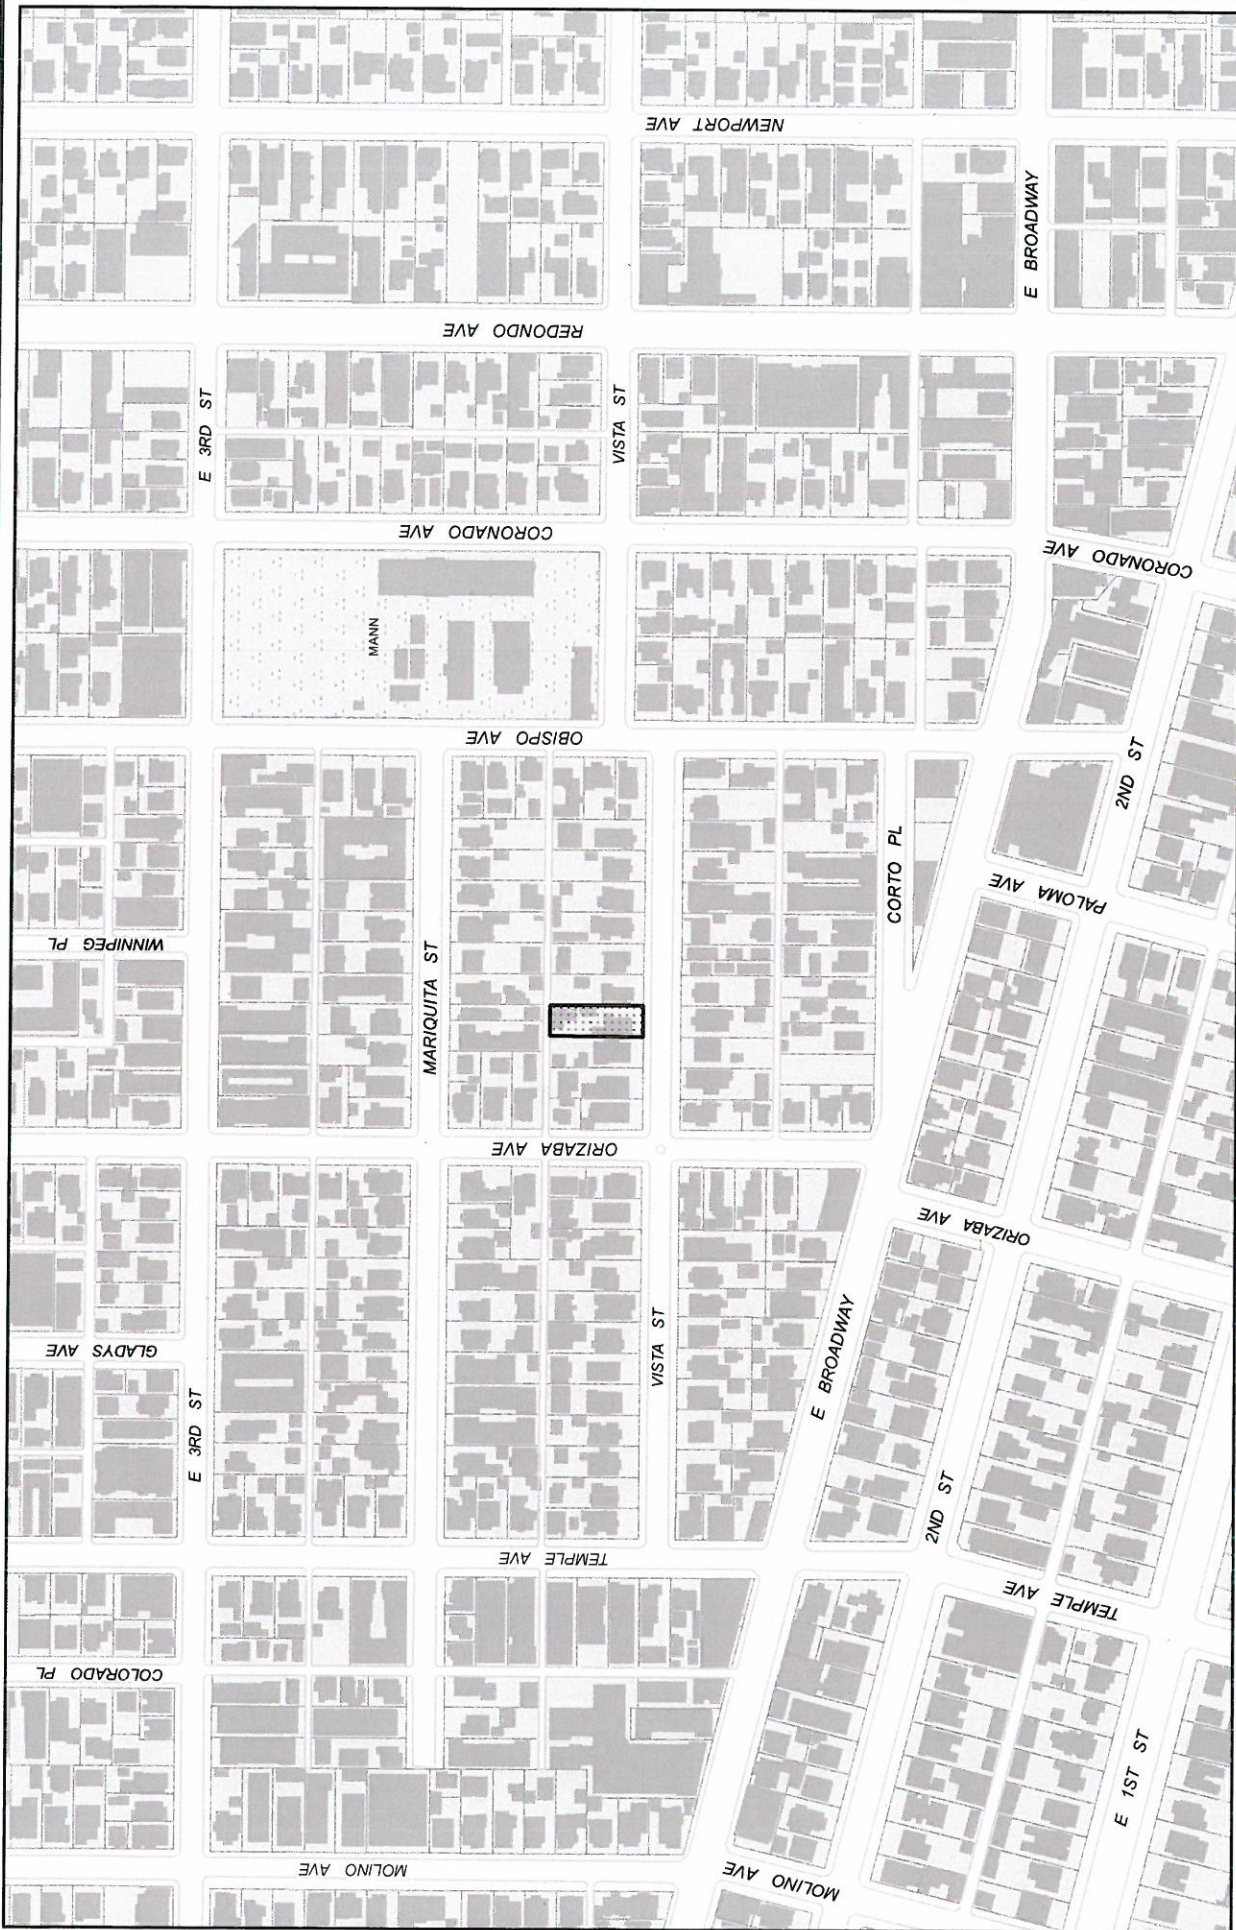 NEWPORT AVE
E BROADWAY
REDONDO AVE
E 3RD ST
VISTA ST
CORONADO AVE
CORONADO AVE
MANN
OBISPO AVE
2ND ST
CORTO PL
PALOMA AVE
WINNIPEG PL
MARIQUITA ST
ORIZABA AVE
ORIZABA AVE
VISTA ST
E BROADWAY
GLADYS AVE
E 3RD ST
2ND ST
TEMPLE AVE
TEMPLE AVE
COLORADO PL
E 1ST ST
MOLINO AVE
MOLINO AVE